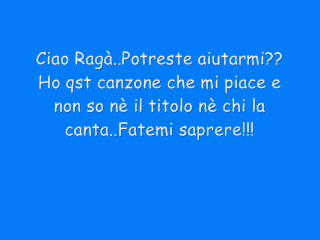 Ciao Ragà..Potreste aiutarmi??
Ho qst canzone che mi piace e
non so nè il titolo nè chi la
canta..Fatemi saprere!!!